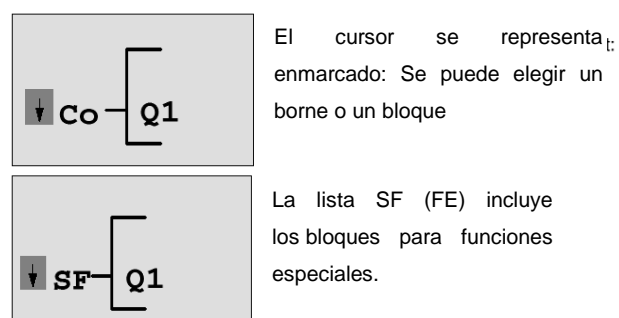 El cursor se representa t:
enmarcado: Se puede elegir un
borne o un bloque
Co Q1
La lista SF (FE) incluye
los bloques para funciones
especiales.
SF Q1